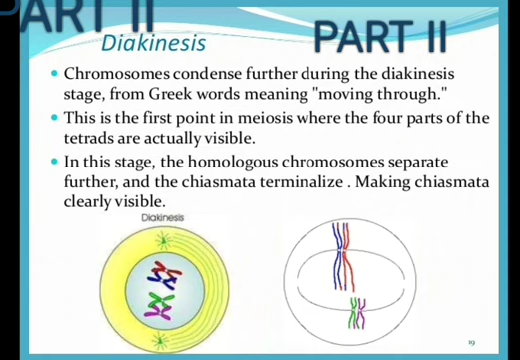 ART II
Diakinesis
PART II
Chromosomes condense further during the diakinesis
stage, from Greek words meaning "moving through."
This is the first point in meiosis where the four parts of the
tetrads are actually visible.
In this stage, the homologous chromosomes separate
further, and the chiasmata terminalize . Making chiasmata
clearly visible.
Diakinesis
19